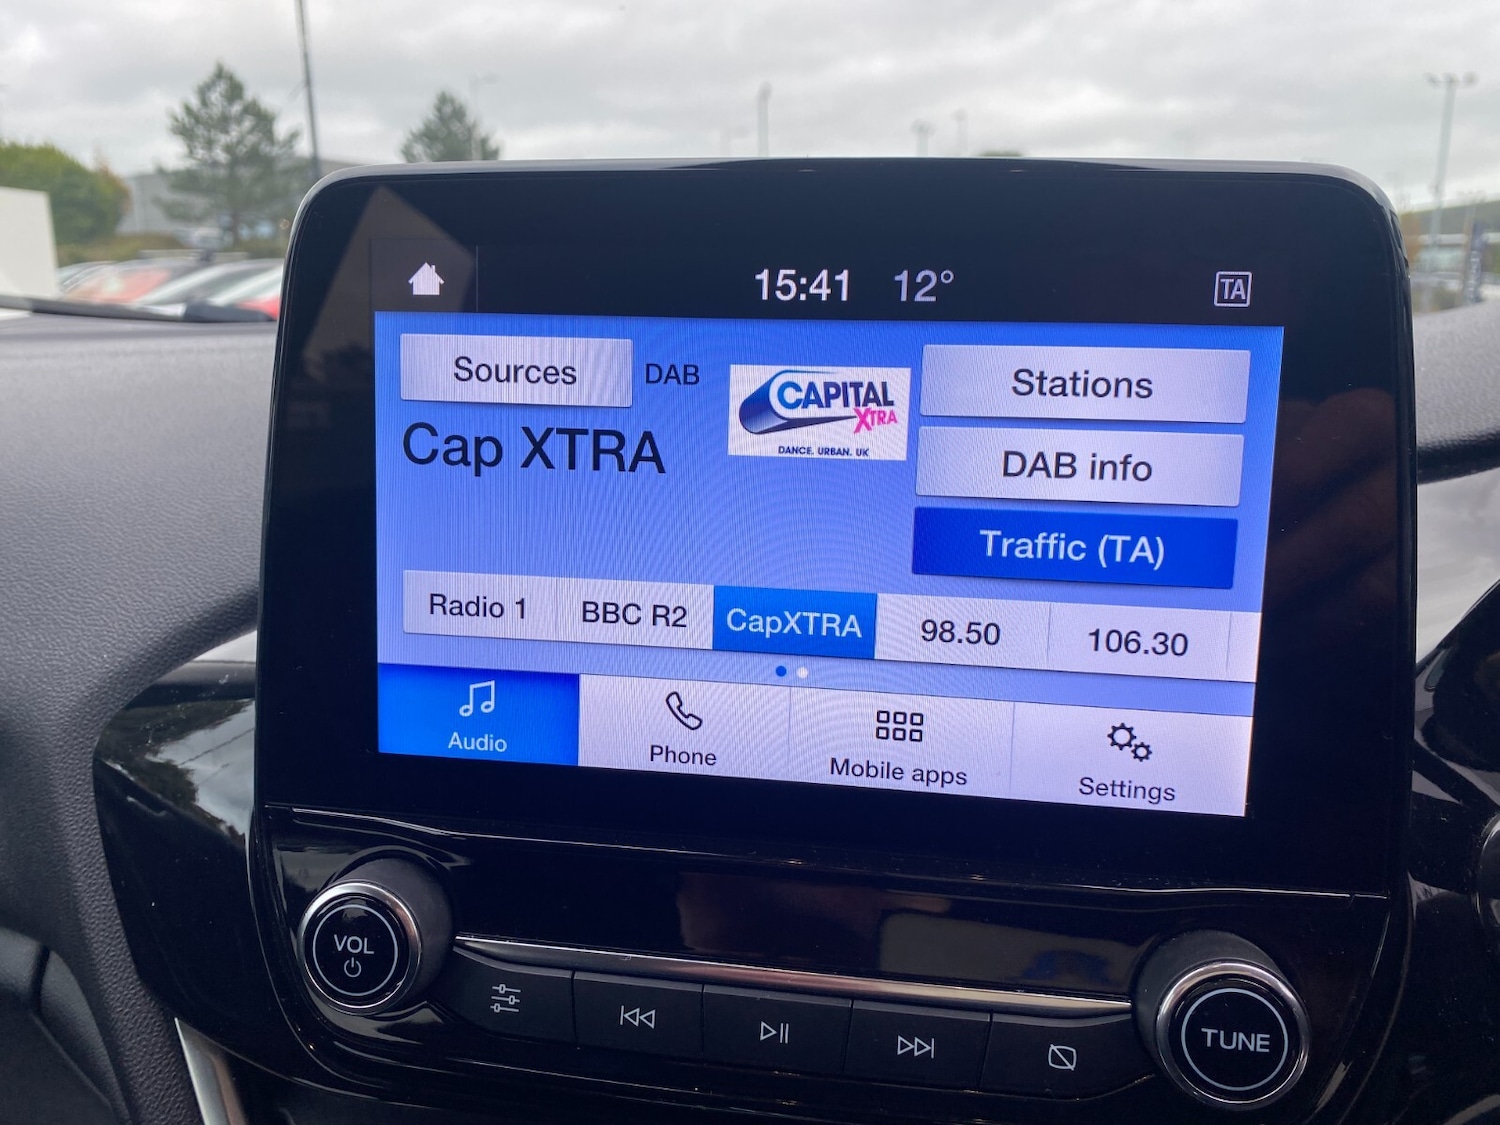 15:41 12°
TA
Sources DAB
Cap XTRA
CAPITAL
XTRA
DANCE. URBAN. UK
Stations
DAB info
Traffic (TA)
Radio 1 BBC R2 CapXTRA 98.50 106.30
Audio Phone Mobile apps Settings
VOL
TUNE